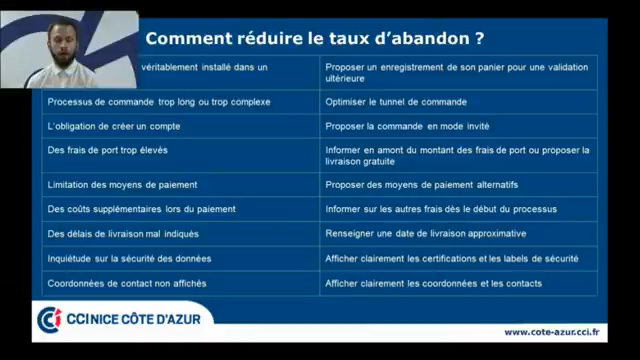 Comment réduire le taux d'abandon ?
véritablement installé dans un
Proposer un enregistrement de son panier pour une validation
ultérieure
Processus de commande trop long ou trop complexe
Optimiser le tunnel de commande
L'obligation de créer un compte
Proposer la commande en mode invité
Des frais de port trop élevés
Informer en amont du montant des frais de port ou proposer la
livraison gratuite
Limitation des moyens de paiement
Proposer des moyens de paiement alternatifs
Des coûts supplémentaires lors du paiement
Informer sur les autres frais dès le début du processus
Des délais de livraison mal indiqués
Renseigner une date de livraison approximative
Inquiétude sur la sécurité des données
Afficher clairement les certifications et les labels de sécurité
Coordonnées de contact non affichés
Afficher clairement les coordonnées et les contacts
CCI NICE CÔTE D'AZUR
www.cote-azur.cci.fr